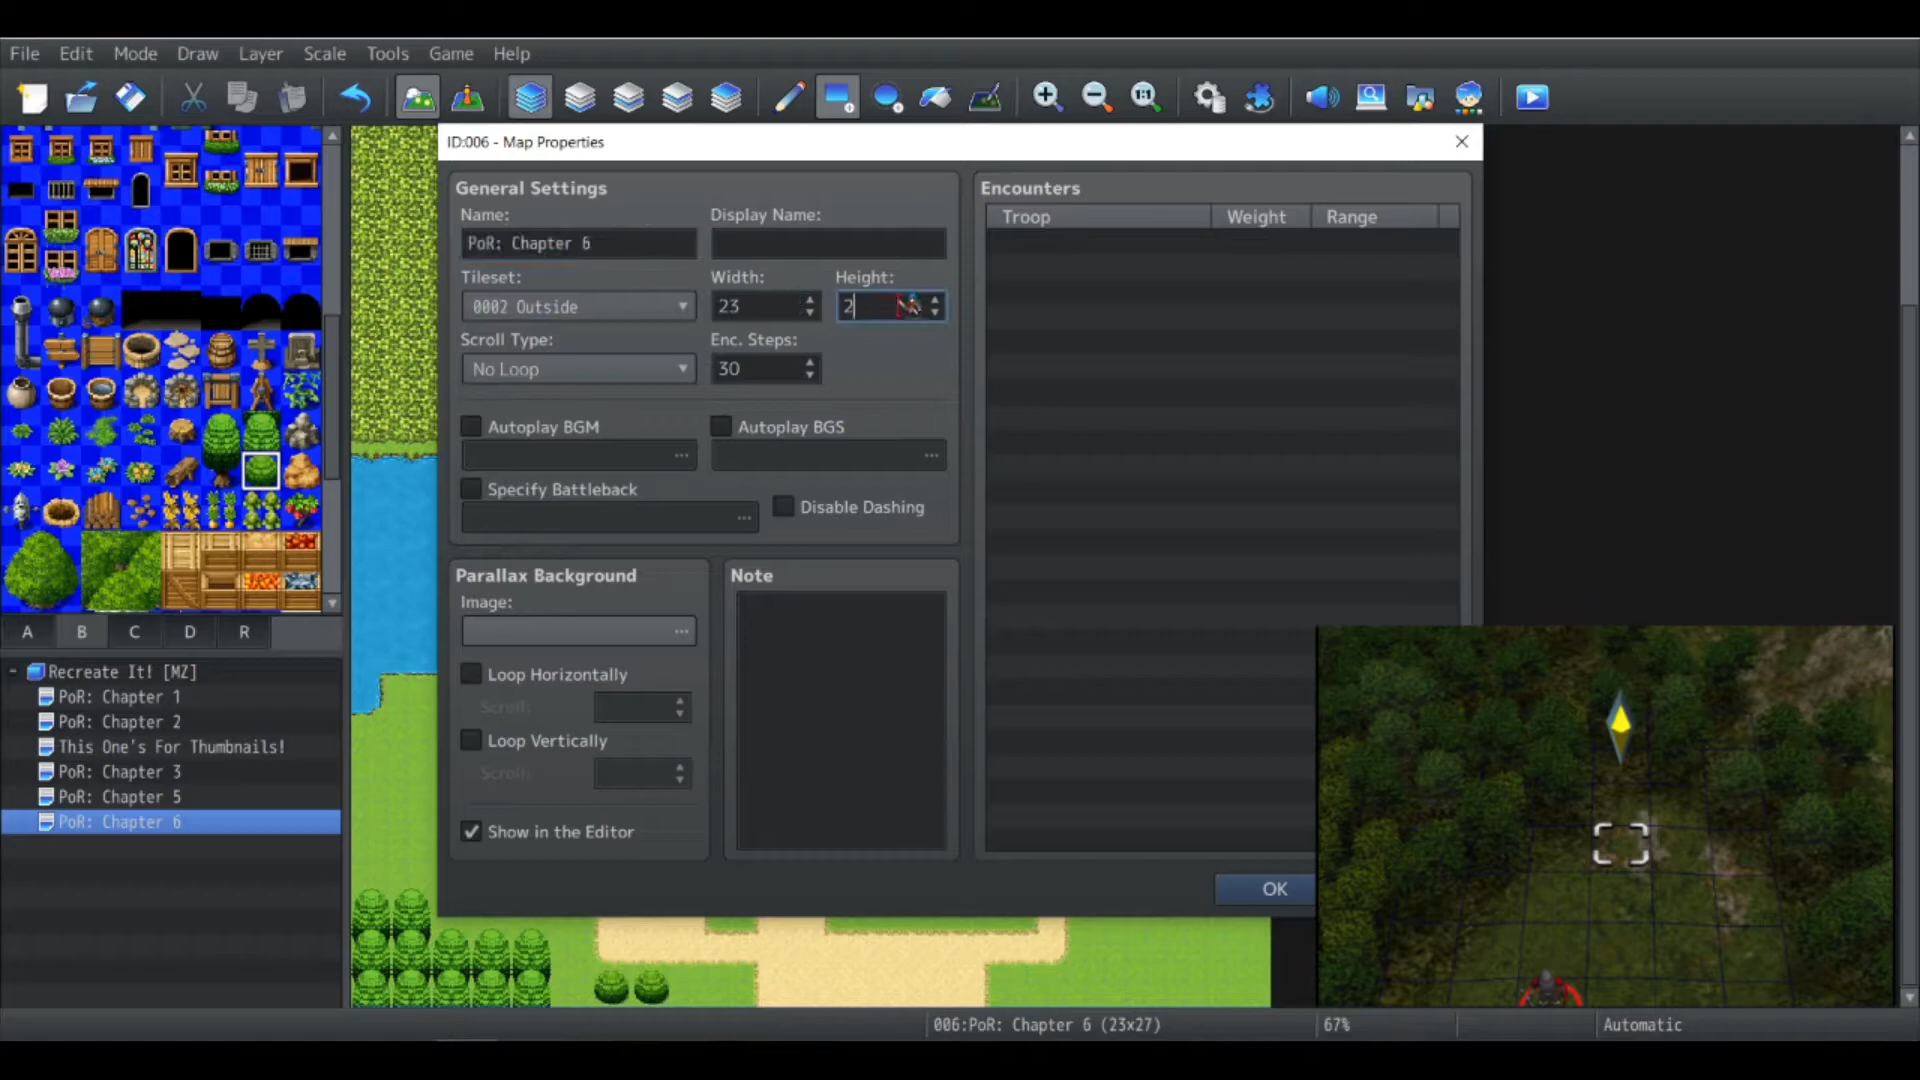 File Edit Mode Draw Layer Scale Tools Game Help
1:1
ID:006 - Map Properties
General Settings
Name:
Display Name:
PoR: Chapter 6
Tileset:
Width:
Height:
0002 Outside
23
2
Scroll Type:
Enc. Steps:
No Loop
30
Autoplay BGM
Autoplay BGS
...
...
Specify Battleback
Disable Dashing
...
Parallax Background
Image:
...
Loop Horizontally
Scroll:
Loop Vertically
Scroll:
Show in the Editor
Note
Encounters
Troop Weight Range
OK
A B C D R
Recreate It! [MZ]
PoR: Chapter 1
PoR: Chapter 2
This One's For Thumbnails!
PoR: Chapter 3
PoR: Chapter 5
PoR: Chapter 6
006:PoR: Chapter 6 (23x27)
67%
Automatic